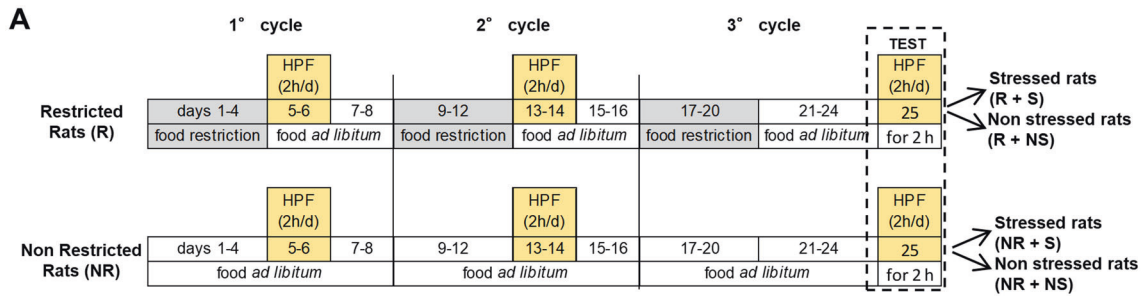 A
1° cycle 2° cycle 3° cycle
TEST
HPF HPF HPF
(2h/d) (2h/d) (2h/d)
Restricted Rats (R)
days 1-4 5-6 7-8 9-12 13-14 15-16 17-20 21-24 25
food restriction food ad libitum food restriction food ad libitum food restriction food ad libitum for 2 h
Stressed rats
(R + S)
Non stressed rats
(R + NS)
HPF HPF HPF
(2h/d) (2h/d) (2h/d)
Non Restricted
Rats (NR)
days 1-4 5-6 7-8 9-12 13-14 15-16 17-20 21-24 25
food ad libitum food ad libitum food ad libitum for 2 h
Stressed rats
(NR + S)
Non stressed rats
(NR + NS)